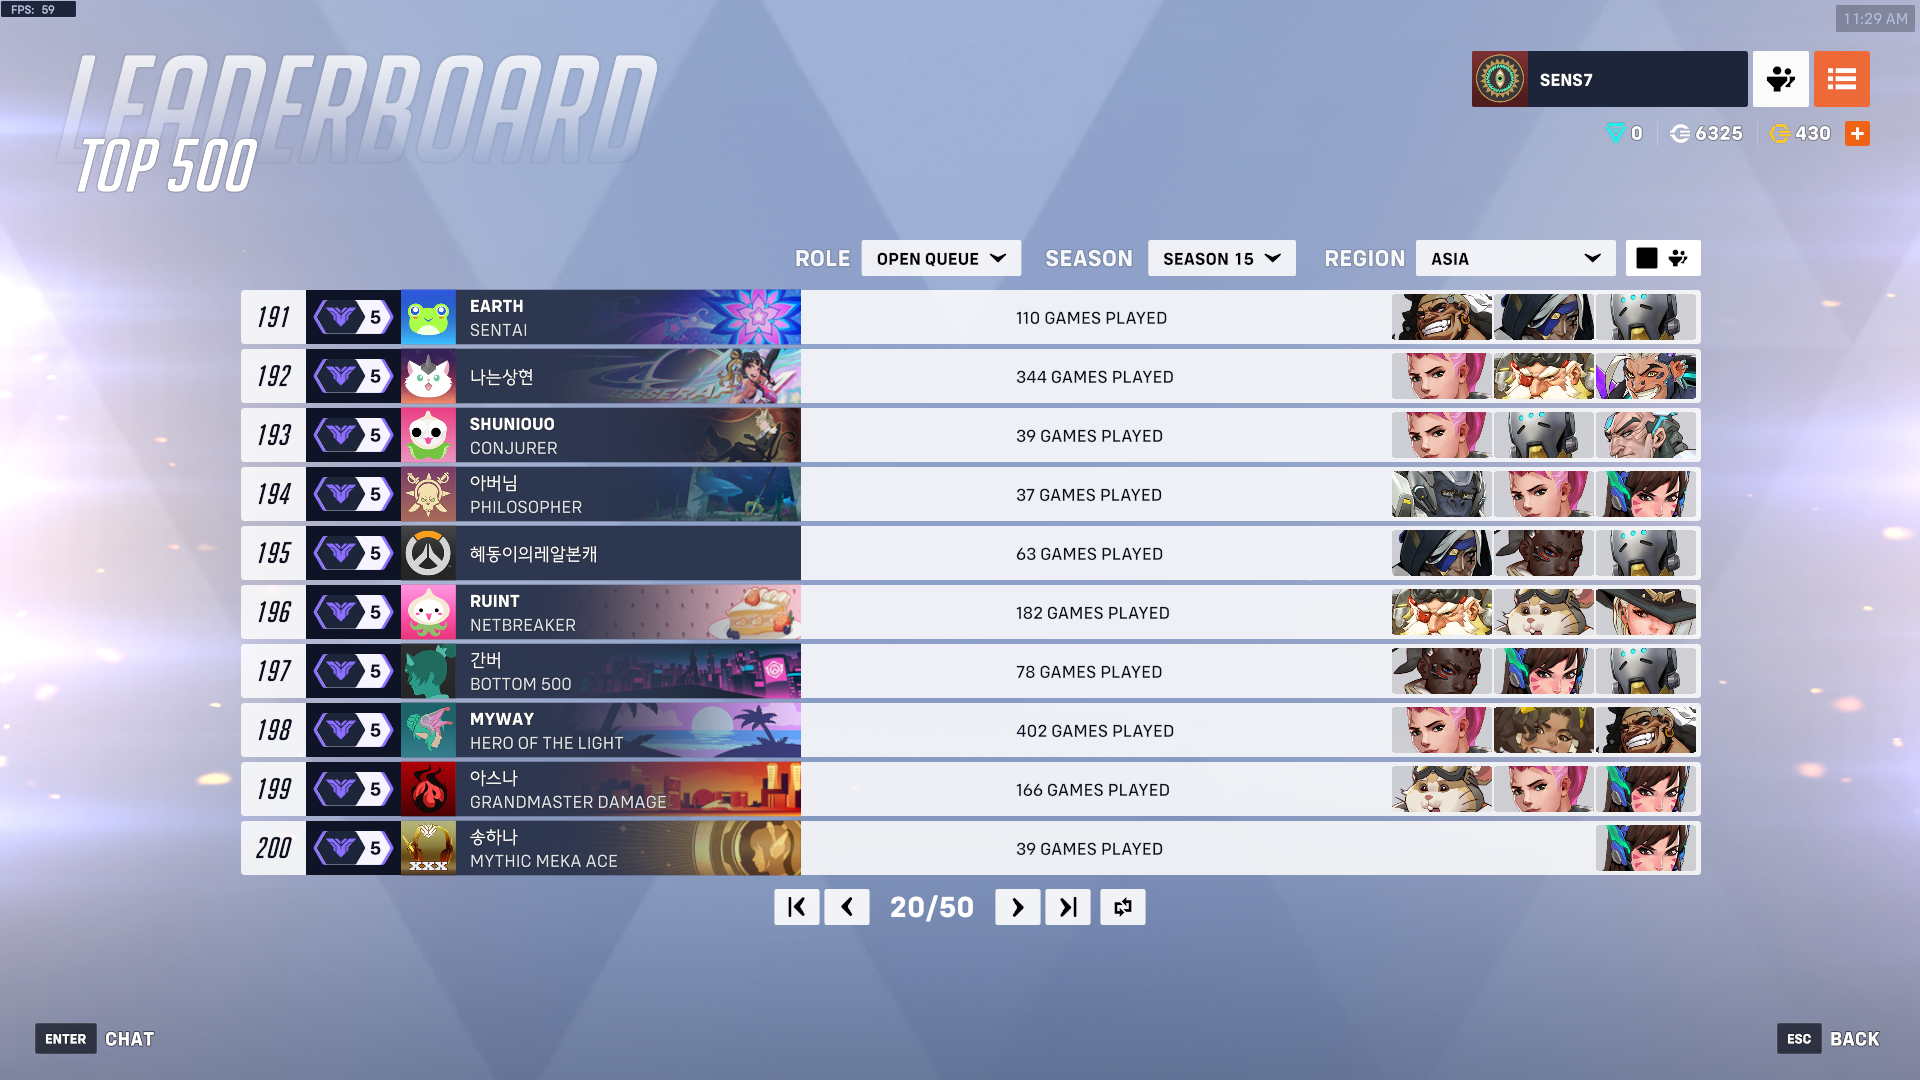 FPS: 59
11:29 AM
LEADERBOARD
TOP 500
SENS7
0 6325 430
ROLE OPEN QUEUE SEASON SEASON 15 REGION ASIA
191 5 EARTH
SENTAI
110 GAMES PLAYED
192 5 나는상현
344 GAMES PLAYED
193 5 SHUNIOUO
CONJURER
39 GAMES PLAYED
194 5 아버님
PHILOSOPHER
37 GAMES PLAYED
195 5 혜동이의레알본캐
63 GAMES PLAYED
196 5 RUINT
NETBREAKER
182 GAMES PLAYED
197 5 간버
BOTTOM 500
78 GAMES PLAYED
198 5 MYWAY
HERO OF THE LIGHT
402 GAMES PLAYED
199 5 아스나
GRANDMASTER DAMAGE
166 GAMES PLAYED
200 5 송하나
MYTHIC MEKA ACE
XXX
39 GAMES PLAYED
20/50
ENTER CHAT
ESC BACK